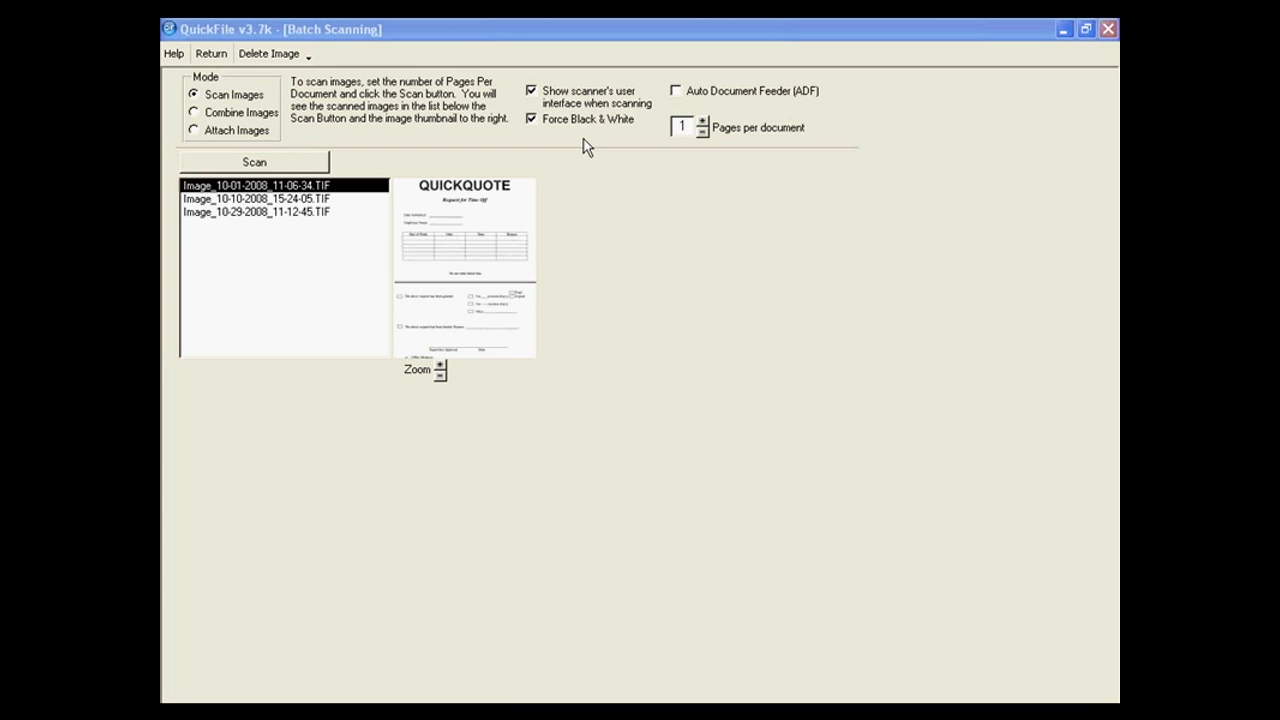 QuickFile v3.7k - [Batch Scanning]
Help Return Delete Image
Mode
Scan Images
Combine Images
Attach Images
To scan images, set the number of Pages Per
Document and click the Scan button. You will
see the scanned images in the list below the
Scan Button and the image thumbnail to the right.
Show scanner's user
interface when scanning
Force Black & White
Auto Document Feeder (ADF)
1 Pages per document
Scan
Image_10-01-2008_11-06-34.TIF
Image_10-10-2008_15-24-05.TIF
Image_10-29-2008_11-12-45.TIF
QUICKQUOTE
Request for Time Off
Zoom